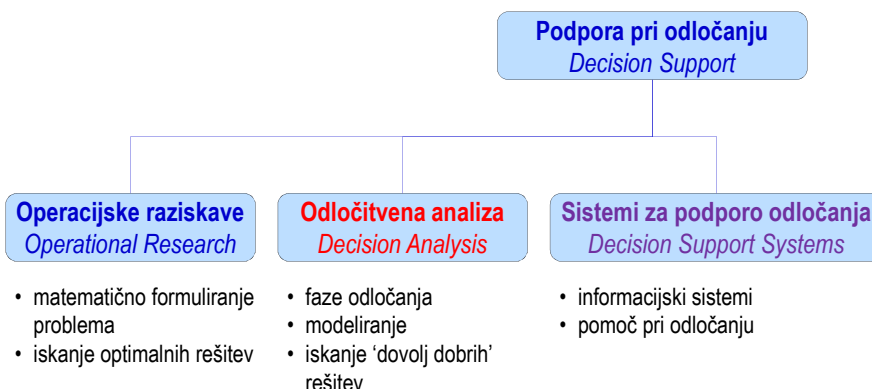 Podpora pri odločanju
Decision Support
Operacijske raziskave
Operational Research
• matematično formuliranje
problema
• iskanje optimalnih rešitev
Odločitvena analiza
Decision Analysis
• faze odločanja
• modeliranje
• iskanje ‘dovolj dobrih’
rešitev
Sistemi za podporo odločanja
Decision Support Systems
• informacijski sistemi
• pomoč pri odločanju